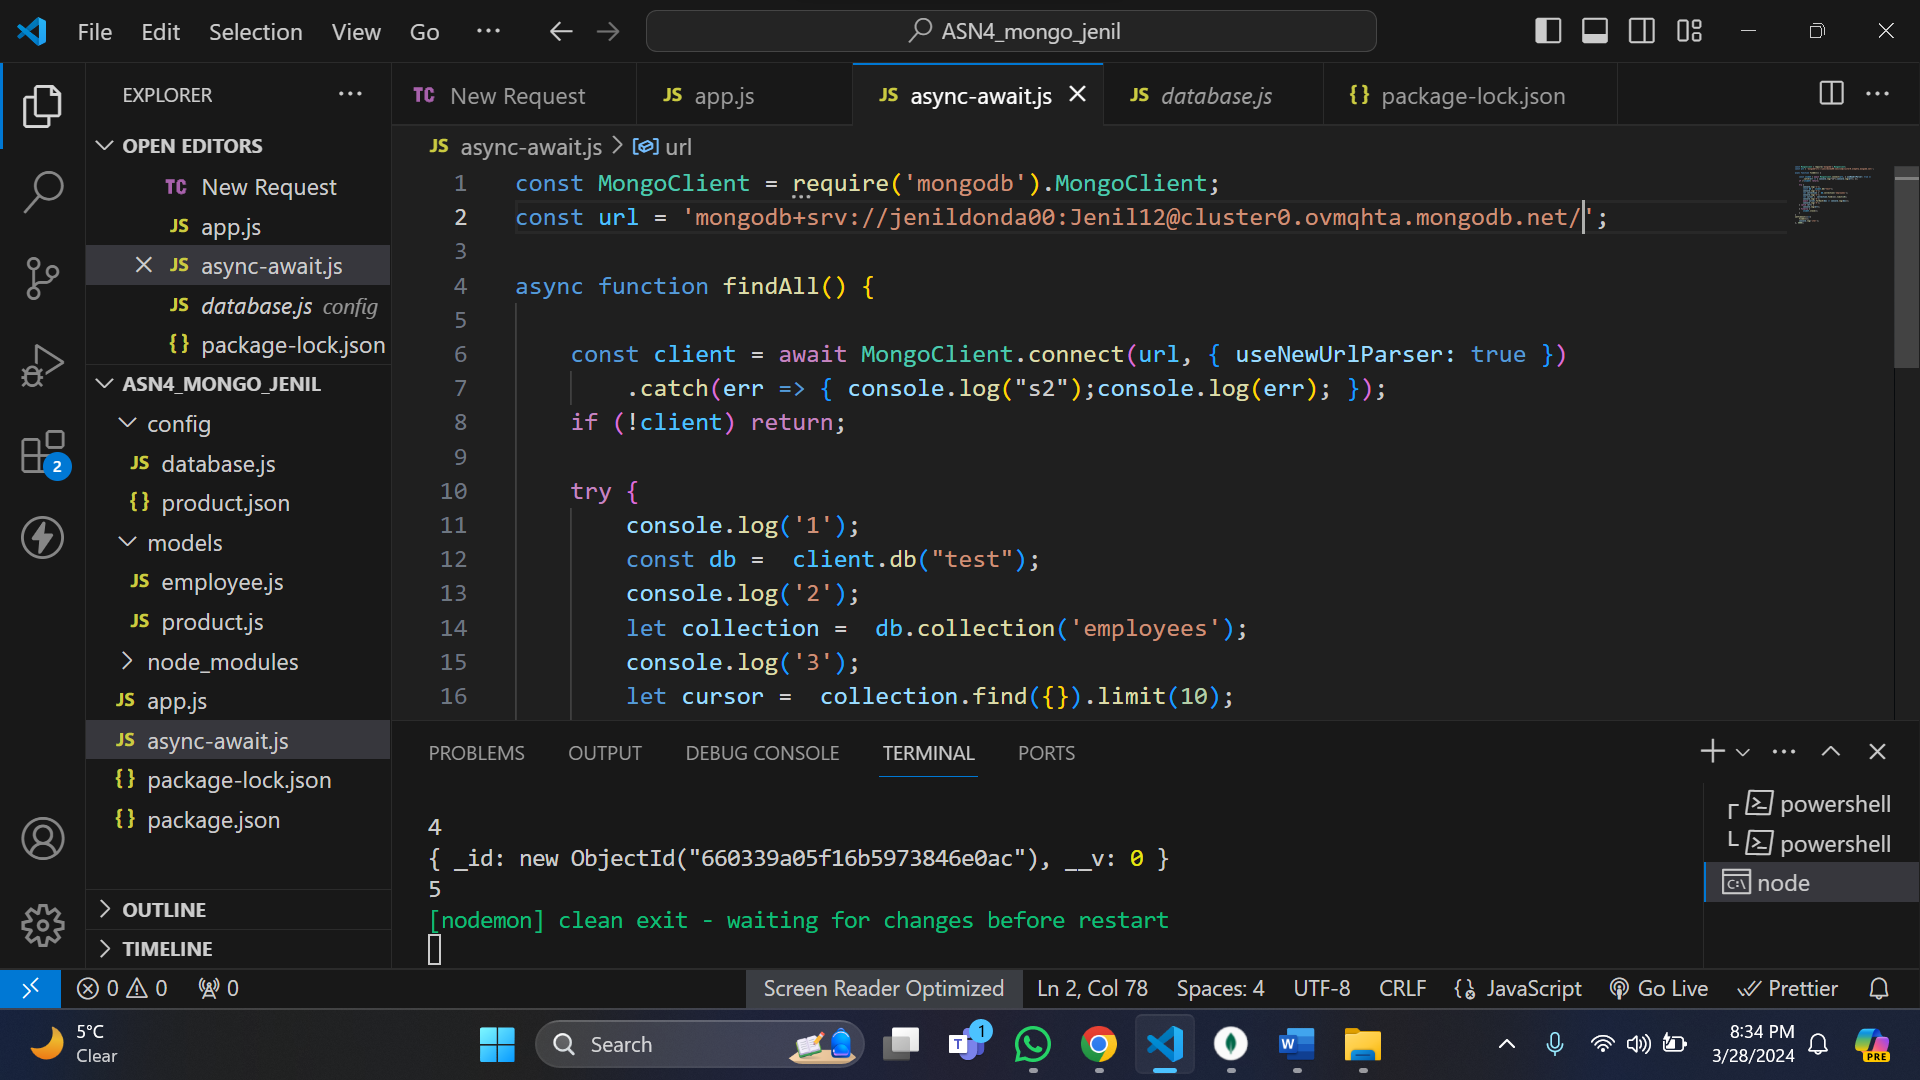 File Edit Selection View Go ··· ASN4_mongo_jenil
EXPLORER ···
OPEN EDITORS
TC New Request
JS app.js
JS async-await.js
JS database.js config
{} package-lock.json
ASN4_MONGO_JENIL
config
JS database.js
{} product.json
models
JS employee.js
JS product.js
node_modules
JS app.js
JS async-await.js
{} package-lock.json
{} package.json
OUTLINE
TIMELINE
2
TC New Request JS app.js JS async-await.js JS database.js {} package-lock.json
JS async-await.js > url
1 const MongoClient = require('mongodb').MongoClient;
2 const url = 'mongodb+srv://jenildonda00:Jenil12@cluster0.ovmqhta.mongodb.net/';
3
4 async function findAll() {
5
6 const client = await MongoClient.connect(url, { useNewUrlParser: true })
7 .catch(err => { console.log("s2");console.log(err); });
8 if (!client) return;
9
10 try {
11 console.log('1');
12 const db =  client.db("test");
13 console.log('2');
14 let collection =  db.collection('employees');
15 console.log('3');
16 let cursor =  collection.find({}).limit(10);
PROBLEMS OUTPUT DEBUG CONSOLE TERMINAL PORTS
4
{ _id: new ObjectId("660339a05f16b5973846e0ac"), __v: 0 }
5
[nodemon] clean exit - waiting for changes before restart
powershell
powershell
node
0 0 0 Screen Reader Optimized Ln 2, Col 78 Spaces: 4 UTF-8 CRLF {} JavaScript Go Live Prettier
5°C
Clear
Search
1
8:34 PM
3/28/2024
PRE